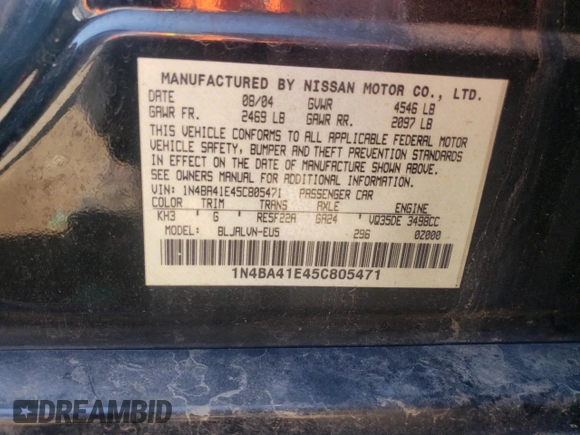 MANUFACTURED BY NISSAN MOTOR CO., LTD.
DATE 08/04 GVWR 4546 LB
GAWR FR. 2469 LB GAWR RR. 2097 LB
THIS VEHICLE CONFORMS TO ALL APPLICABLE FEDERAL MOTOR
VEHICLE SAFETY, BUMPER AND THEFT PREVENTION STANDARDS
IN EFFECT ON THE DATE OF MANUFACTURE SHOWN ABOVE.
SEE OWNERS MANUAL FOR ADDITIONAL INFORMATION.
VIN: 1N4BA41E45C805471 PASSENGER CAR
COLOR TRIM TRANS AXLE ENGINE
KH3 G RE5F22A GA24 VQ35DE 3498CC
MODEL: BLJALVN-EU5 296 0Z000
1N4BA41E45C805471
DREAMBID